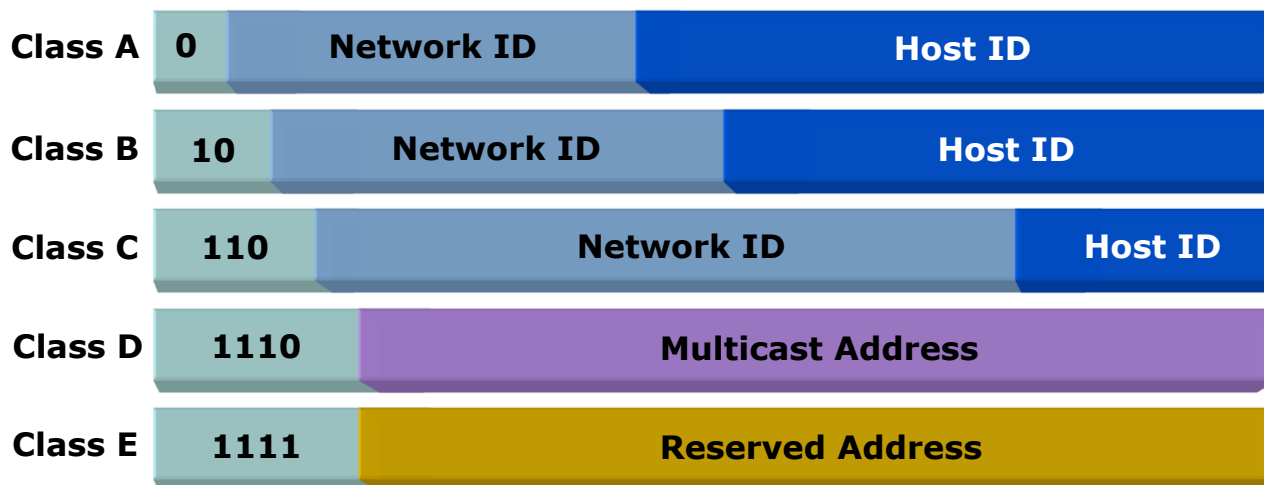 Class A 0 Network ID Host ID
Class B 10 Network ID Host ID
Class C 110 Network ID Host ID
Class D 1110 Multicast Address
Class E 1111 Reserved Address